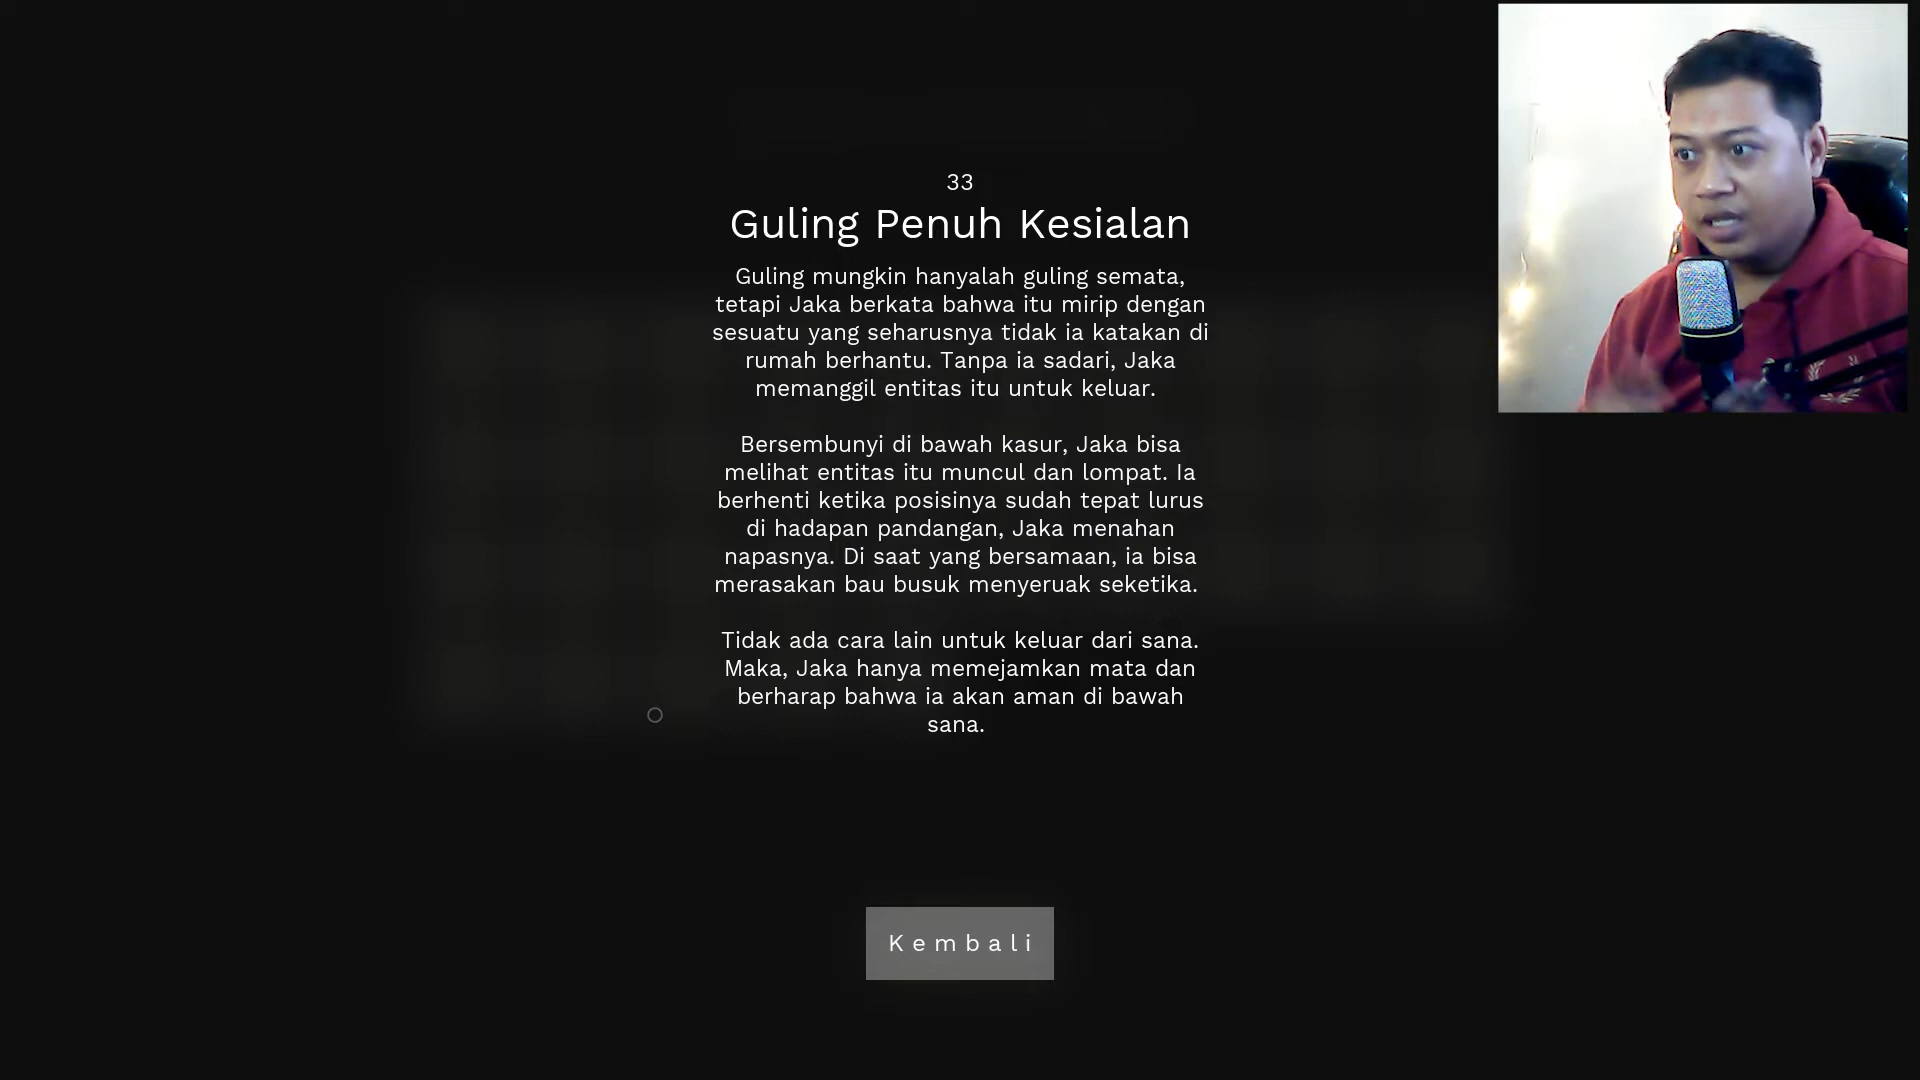 33
Guling Penuh Kesialan
Guling mungkin hanyalah guling semata,
tetapi Jaka berkata bahwa itu mirip dengan
sesuatu yang seharusnya tidak ia katakan di
rumah berhantu. Tanpa ia sadari, Jaka
memanggil entitas itu untuk keluar.
Bersembunyi di bawah kasur, Jaka bisa
melihat entitas itu muncul dan lompat. Ia
berhenti ketika posisinya sudah tepat lurus
di hadapan pandangan, Jaka menahan
napasnya. Di saat yang bersamaan, ia bisa
merasakan bau busuk menyeruak seketika.
Tidak ada cara lain untuk keluar dari sana.
Maka, Jaka hanya memejamkan mata dan
berharap bahwa ia akan aman di bawah
sana.
Kembali